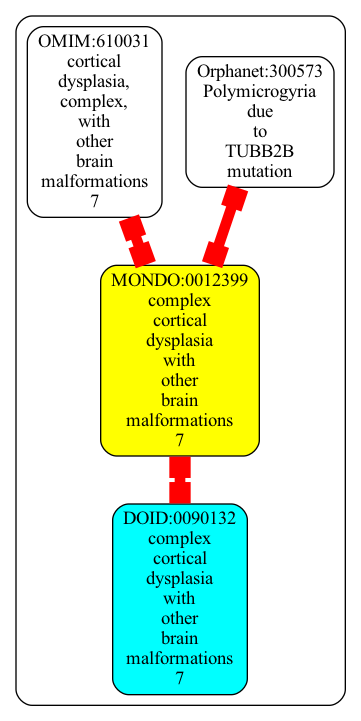 OMIM:610031
cortical
dysplasia,
complex,
with
other
brain
malformations
7
Orphanet:300573
Polymicrogyria
due
to
TUBB2B
mutation
MONDO:0012399
complex
cortical
dysplasia
with
other
brain
malformations
7
DOID:0090132
complex
cortical
dysplasia
with
other
brain
malformations
7